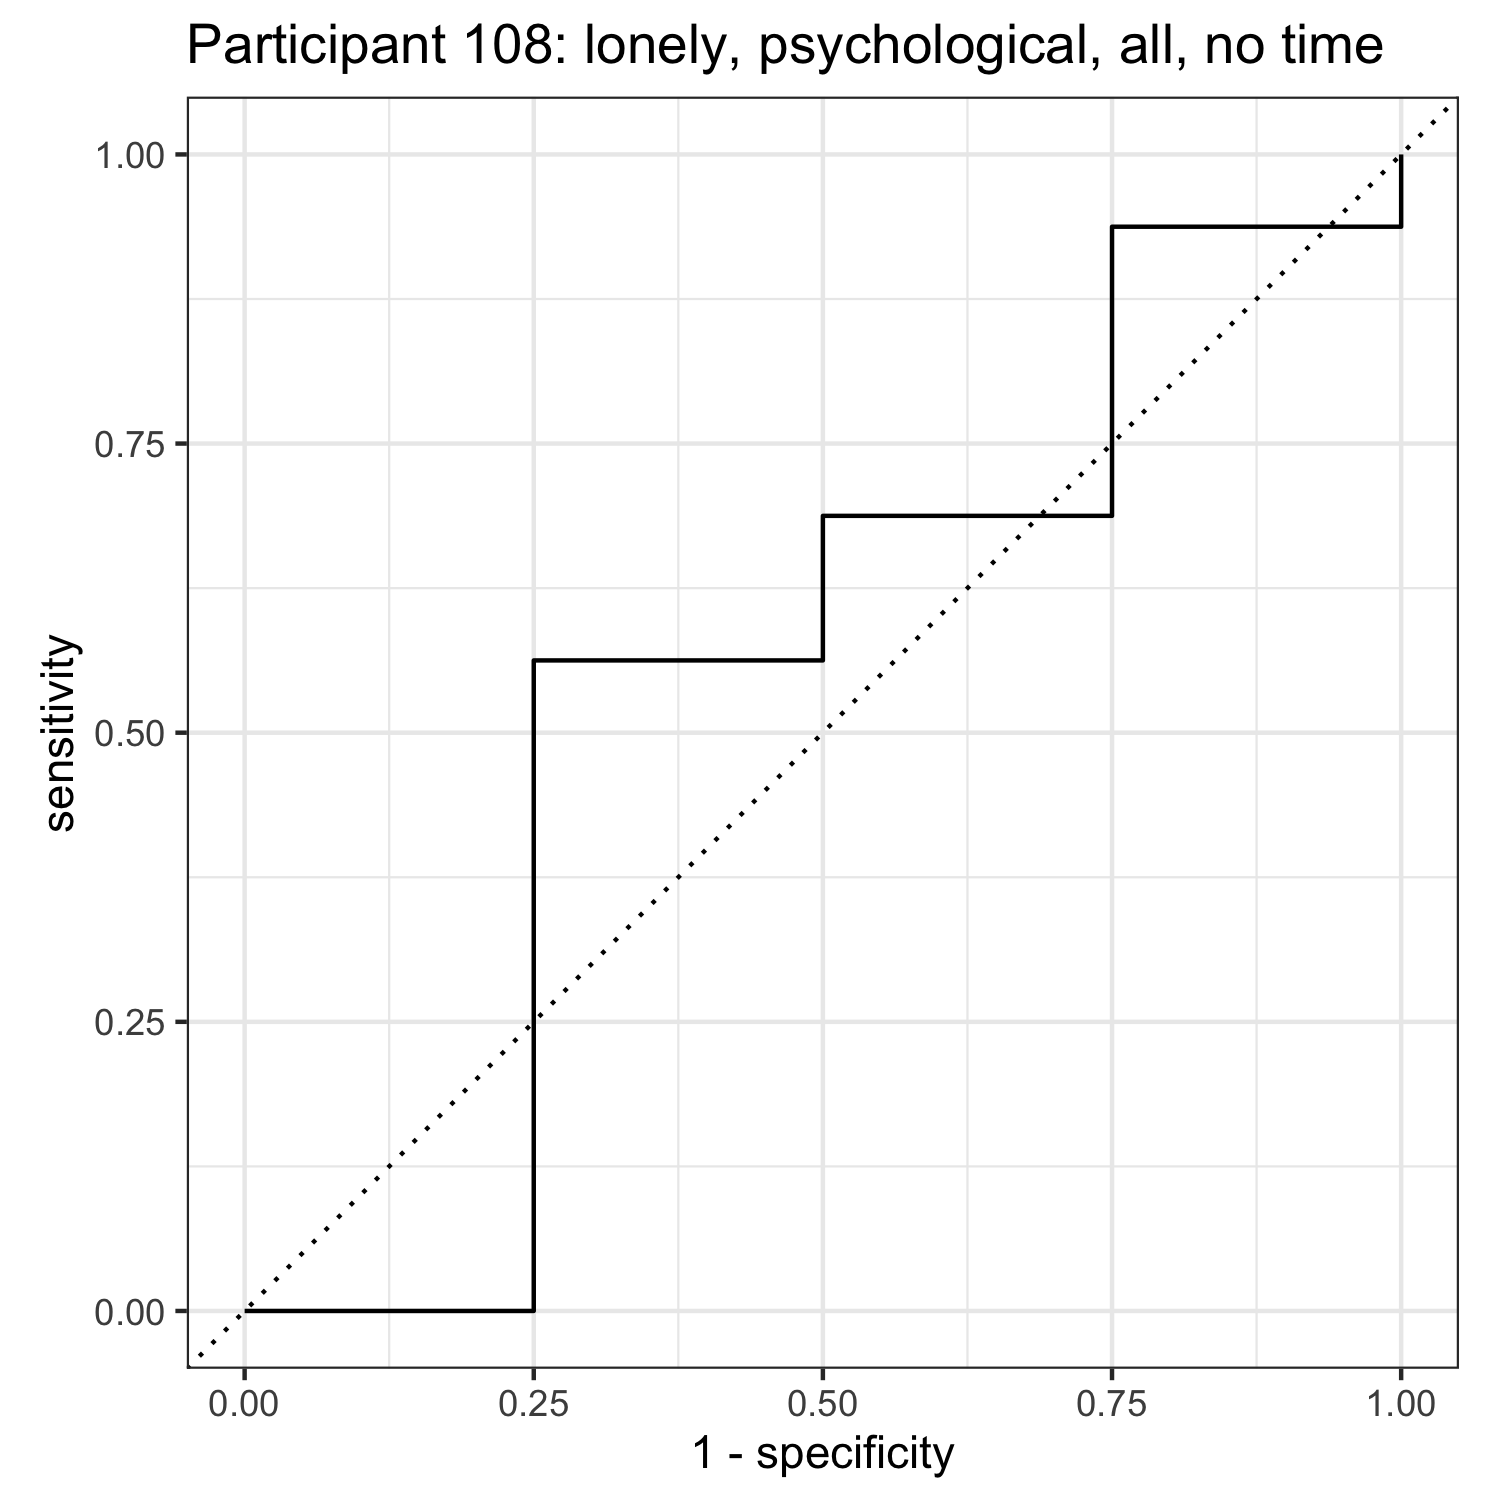 Participant 108: lonely, psychological, all, no time
1.00
0.75
0.50
0.25
0.00
sensitivity
0.00 0.25 0.50 0.75 1.00
1 - specificity